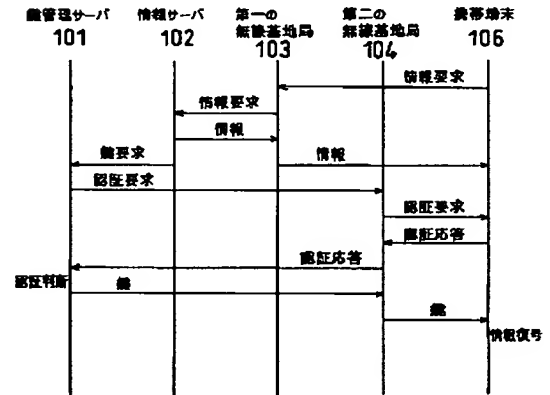 鍵管理サーバ
101
情報サーバ
102
第一の
無線基地局
103
第二の
無線基地局
104
携帯端末
106
情報要求
情報要求
情報
鍵要求
情報
認証要求
認証要求
認証応答
認証応答
認証判断
鍵
鍵
情報復号